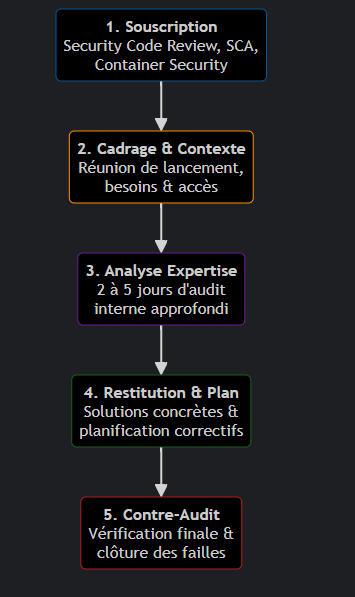 1. Souscription
Security Code Review, SCA,
Container Security
2. Cadrage & Contexte
Réunion de lancement,
besoins & accès
3. Analyse Expertise
2 à 5 jours d'audit
interne approfondi
4. Restitution & Plan
Solutions concrètes &
planification correctifs
5. Contre-Audit
Vérification finale &
clôture des failles